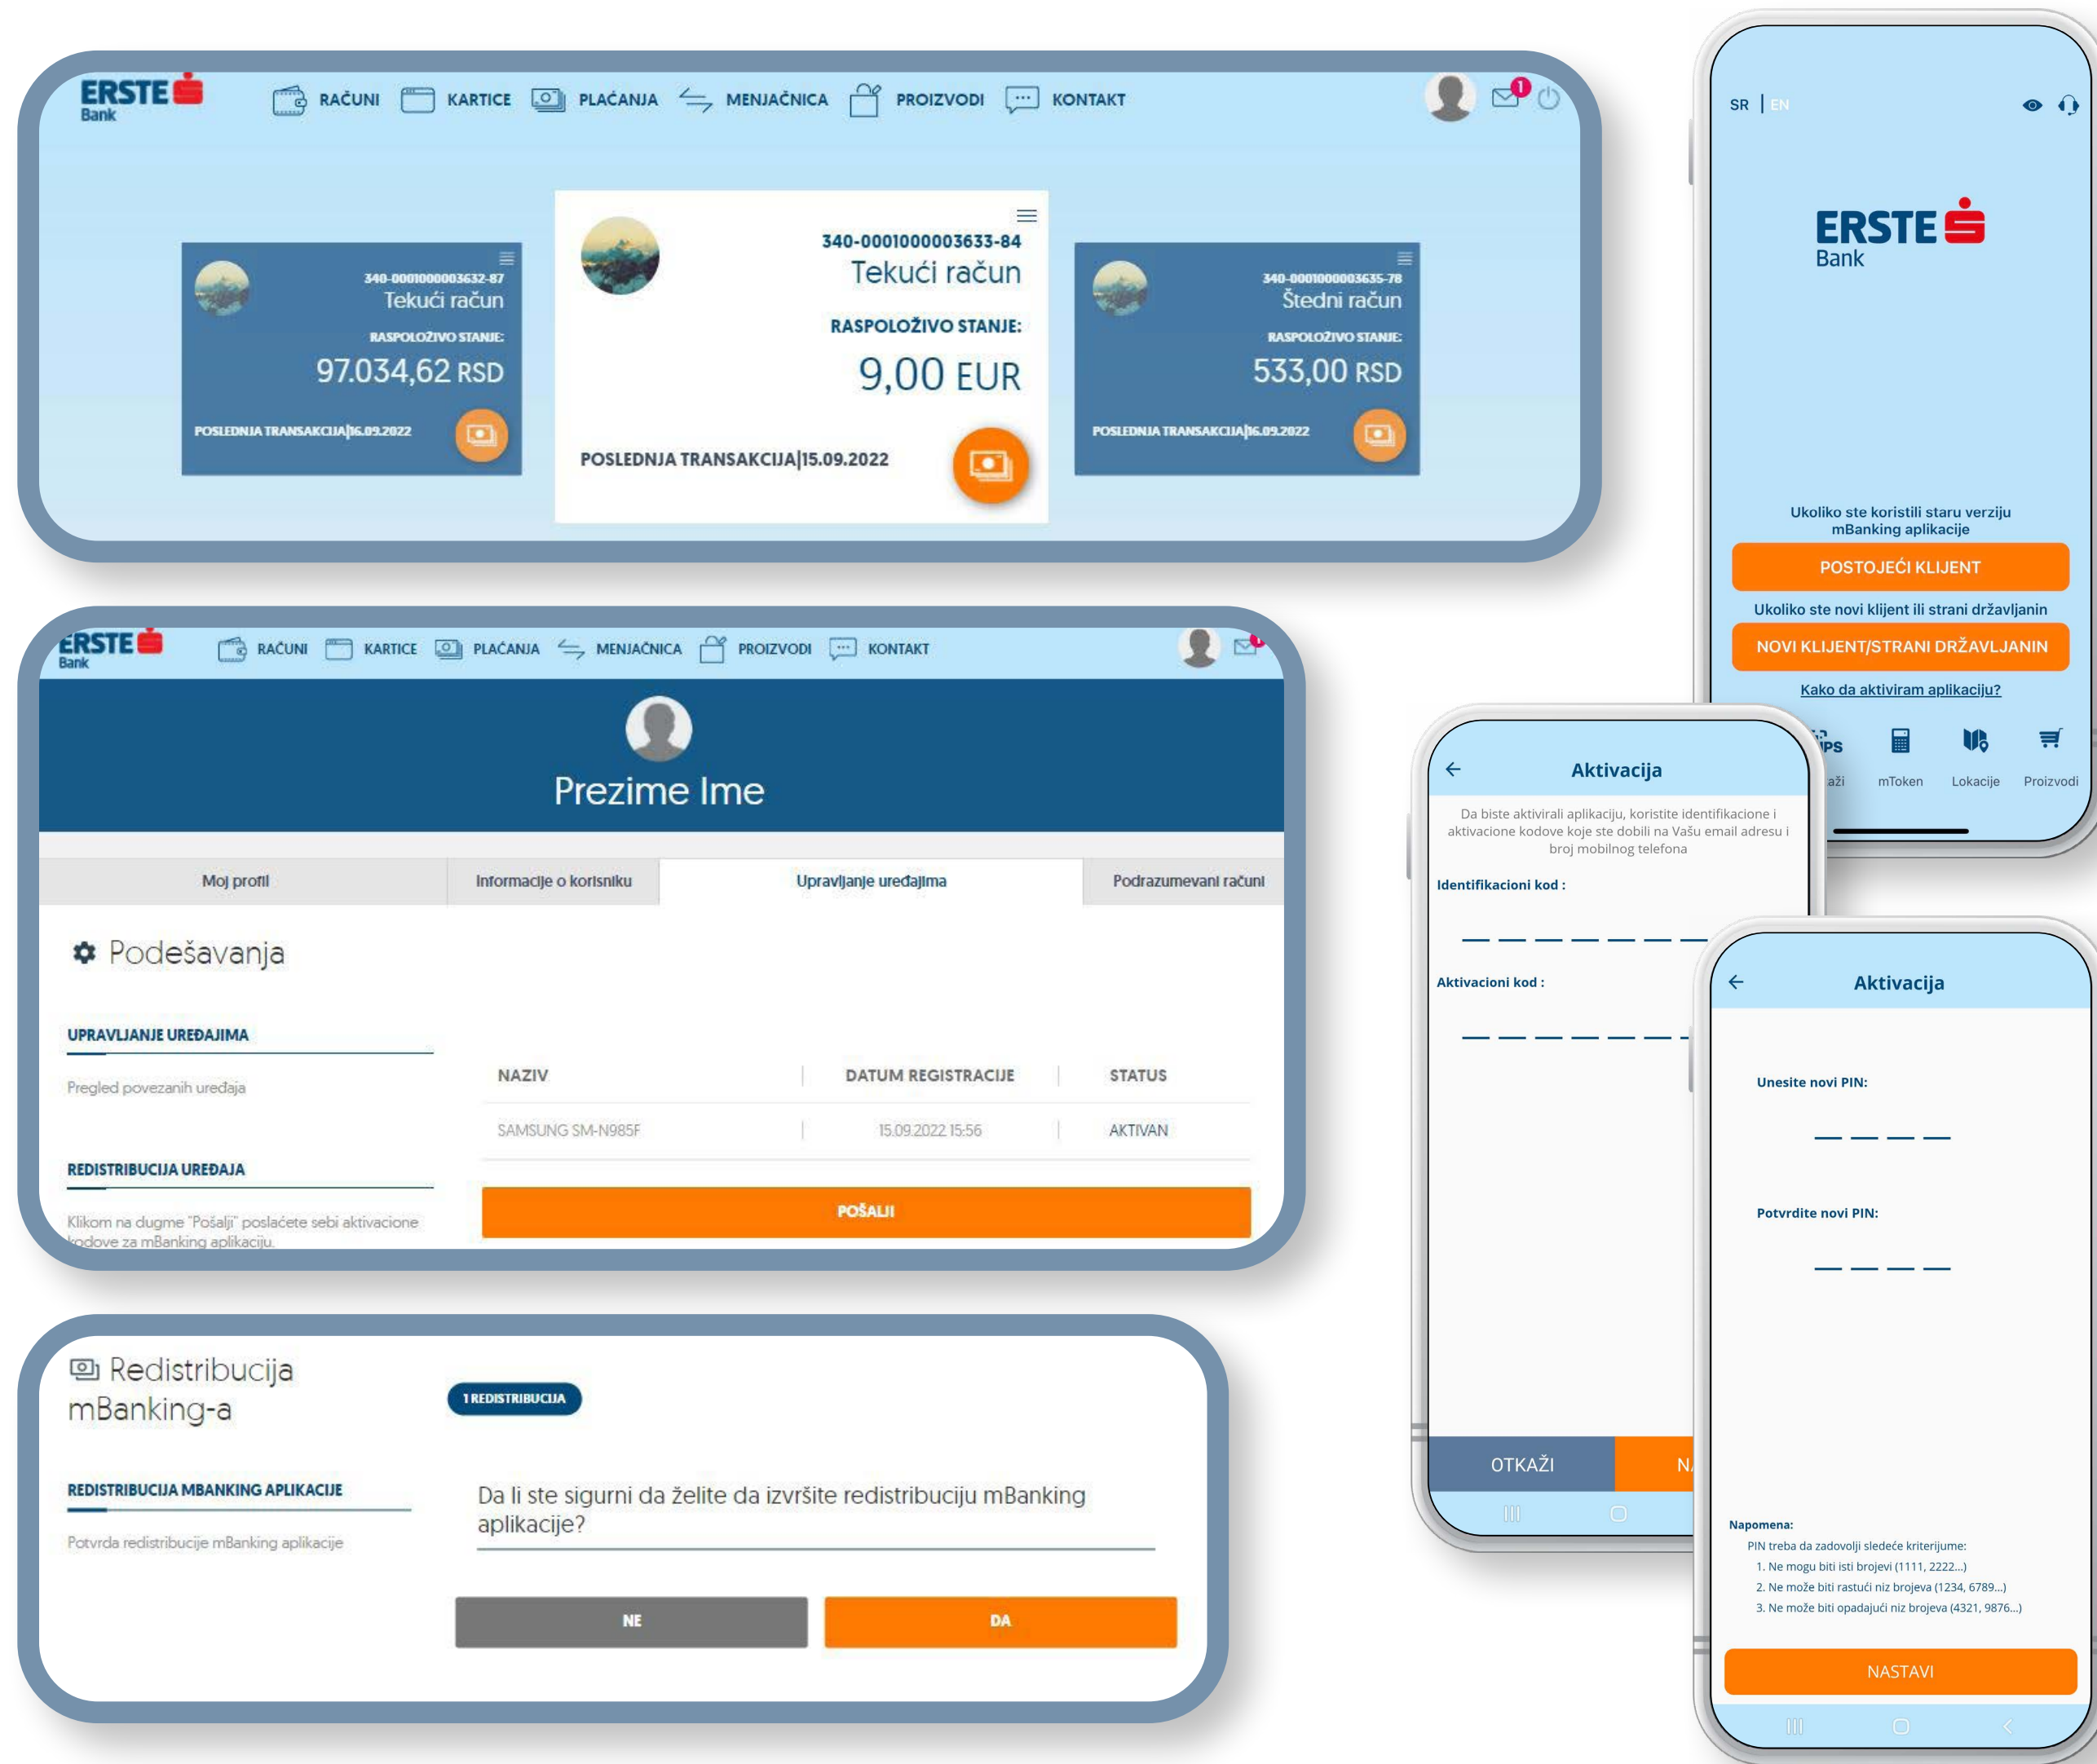 ERSTE
Bank
RAČUNI KARTICE PLAĆANJA MENJAČNICA PROIZVODI KONTAKT
1
340-0001000003632-87
Tekući račun
RASPOLOŽIVO STANJE:
97.034,62 RSD
POSLEDNJA TRANSAKCIJA|16.09.2022
340-0001000003633-84
Tekući račun
RASPOLOŽIVO STANJE:
9,00 EUR
POSLEDNJA TRANSAKCIJA|15.09.2022
340-0001000003635-78
Štedni račun
RASPOLOŽIVO STANJE:
533,00 RSD
POSLEDNJA TRANSAKCIJA|16.09.2022
ERSTE
Bank
RAČUNI KARTICE PLAĆANJA MENJAČNICA PROIZVODI KONTAKT
Prezime Ime
Moj profil Informacije o korisniku Upravljanje uređajima Podrazumevani računi
Podešavanja
UPRAVLJANJE UREĐAJIMA
Pregled povezanih uređaja
NAZIV DATUM REGISTRACIJE STATUS
SAMSUNG SM-N985F 15.09.2022 15:56 AKTIVAN
REDISTRIBUCIJA UREĐAJA
Klikom na dugme "Pošalji" poslaćete sebi aktivacione
kodove za mBanking aplikaciju.
POŠALJI
Redistribucija
mBanking-a
1 REDISTRIBUCIJA
REDISTRIBUCIJA MBANKING APLIKACIJE
Potvrda redistribucije mBanking aplikacije
Da li ste sigurni da želite da izvršite redistribuciju mBanking
aplikacije?
NE DA
SR | EN
ERSTE
Bank
Ukoliko ste koristili staru verziju
mBanking aplikacije
POSTOJEĆI KLIJENT
Ukoliko ste novi klijent ili strani državljanin
NOVI KLIJENT/STRANI DRŽAVLJANIN
Kako da aktiviram aplikaciju?
mToken Lokacije Proizvodi
Aktivacija
Da biste aktivirali aplikaciju, koristite identifikacione i
aktivacione kodove koje ste dobili na Vašu email adresu i
broj mobilnog telefona
Identifikacioni kod :
Aktivacioni kod :
OTKAŽI
Aktivacija
Unesite novi PIN:
Potvrdite novi PIN:
Napomena:
PIN treba da zadovolji sledeće kriterijume:
1. Ne mogu biti isti brojevi (1111, 2222...)
2. Ne može biti rastući niz brojeva (1234, 6789...)
3. Ne može biti opadajući niz brojeva (4321, 9876...)
NASTAVI